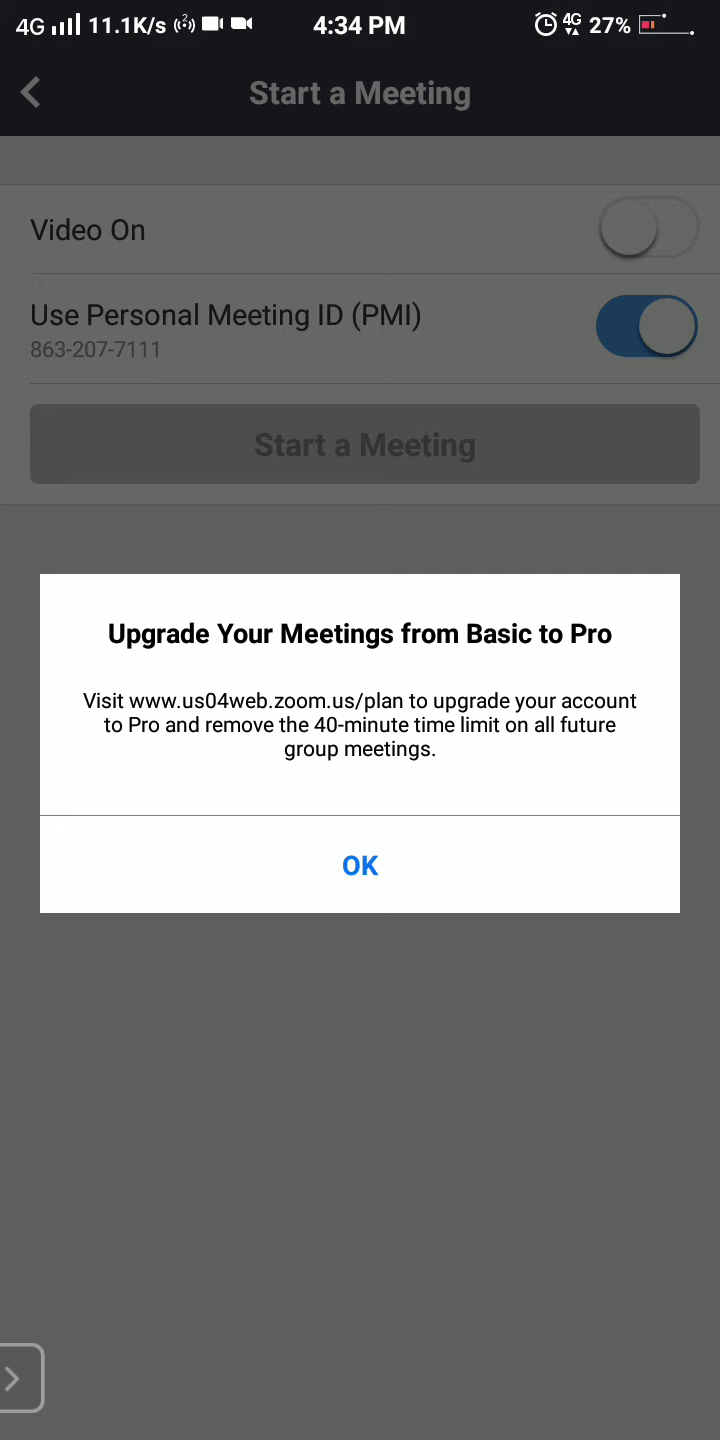 4G 11.1K/s 2 4:34 PM 4G 27%
Start a Meeting
Video On
Use Personal Meeting ID (PMI)
863-207-7111
Start a Meeting
Upgrade Your Meetings from Basic to Pro
Visit www.us04web.zoom.us/plan to upgrade your account
to Pro and remove the 40-minute time limit on all future
group meetings.
OK